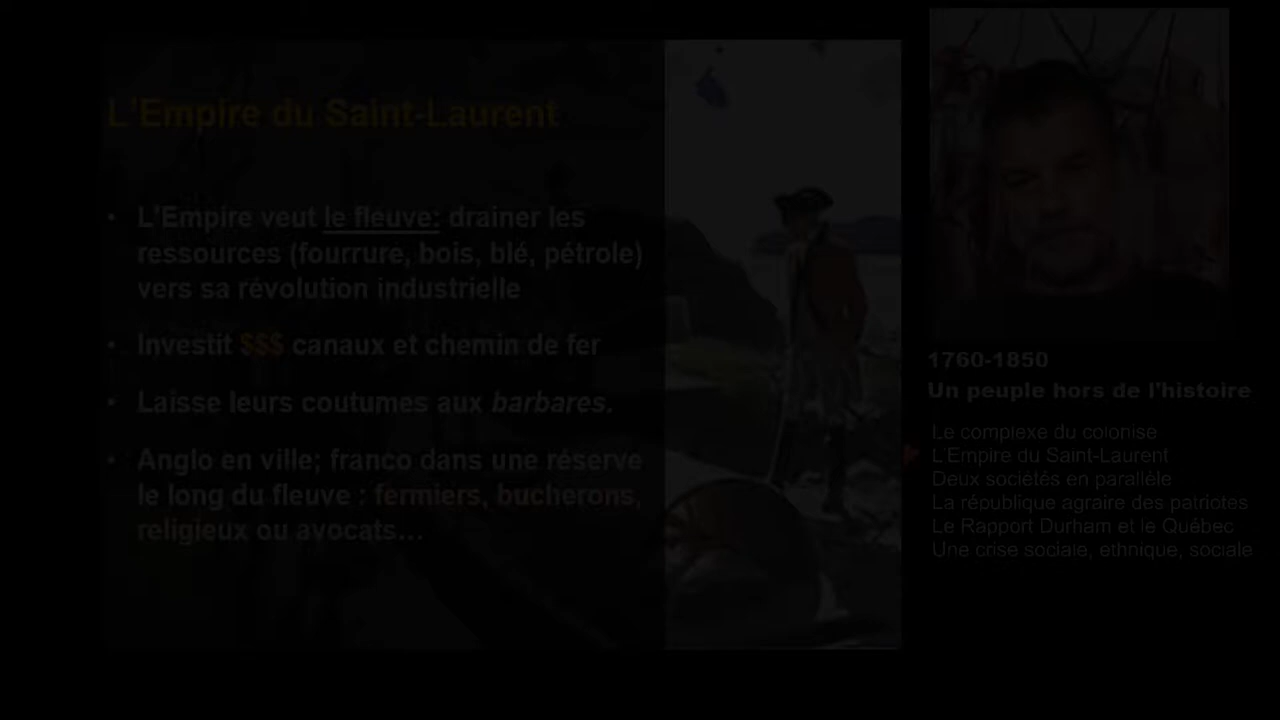 L'Empire du Saint-Laurent
• L'Empire veut le fleuve: drainer les
ressources (fourrure, bois, blé, pétrole)
vers sa révolution industrielle
• Investit $$$ canaux et chemin de fer
• Laisse leurs coutumes aux barbares.
• Anglo en ville; franco dans une réserve
le long du fleuve : fermiers, bucherons,
religieux ou avocats...
1760-1850
Un peuple hors de l'histoire
Le complexe du colonise
L'Empire du Saint-Laurent
Deux sociétés en parallèle
La république agraire des patriotes
Le Rapport Durham et le Québec
Une crise sociale, ethnique, sociale